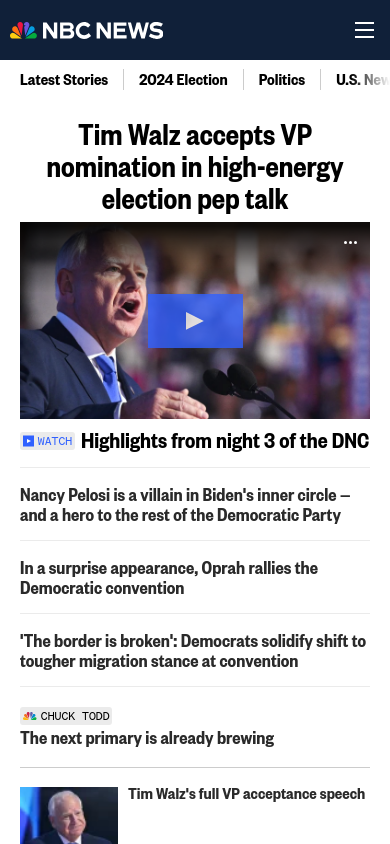 NBC NEWS
Latest Stories
2024 Election
Politics
U.S. New
Tim Walz accepts VP
nomination in high-energy
election pep talk
WATCH Highlights from night 3 of the DNC
Nancy Pelosi is a villain in Biden's inner circle —
and a hero to the rest of the Democratic Party
In a surprise appearance, Oprah rallies the
Democratic convention
'The border is broken': Democrats solidify shift to
tougher migration stance at convention
CHUCK TODD
The next primary is already brewing
Tim Walz's full VP acceptance speech